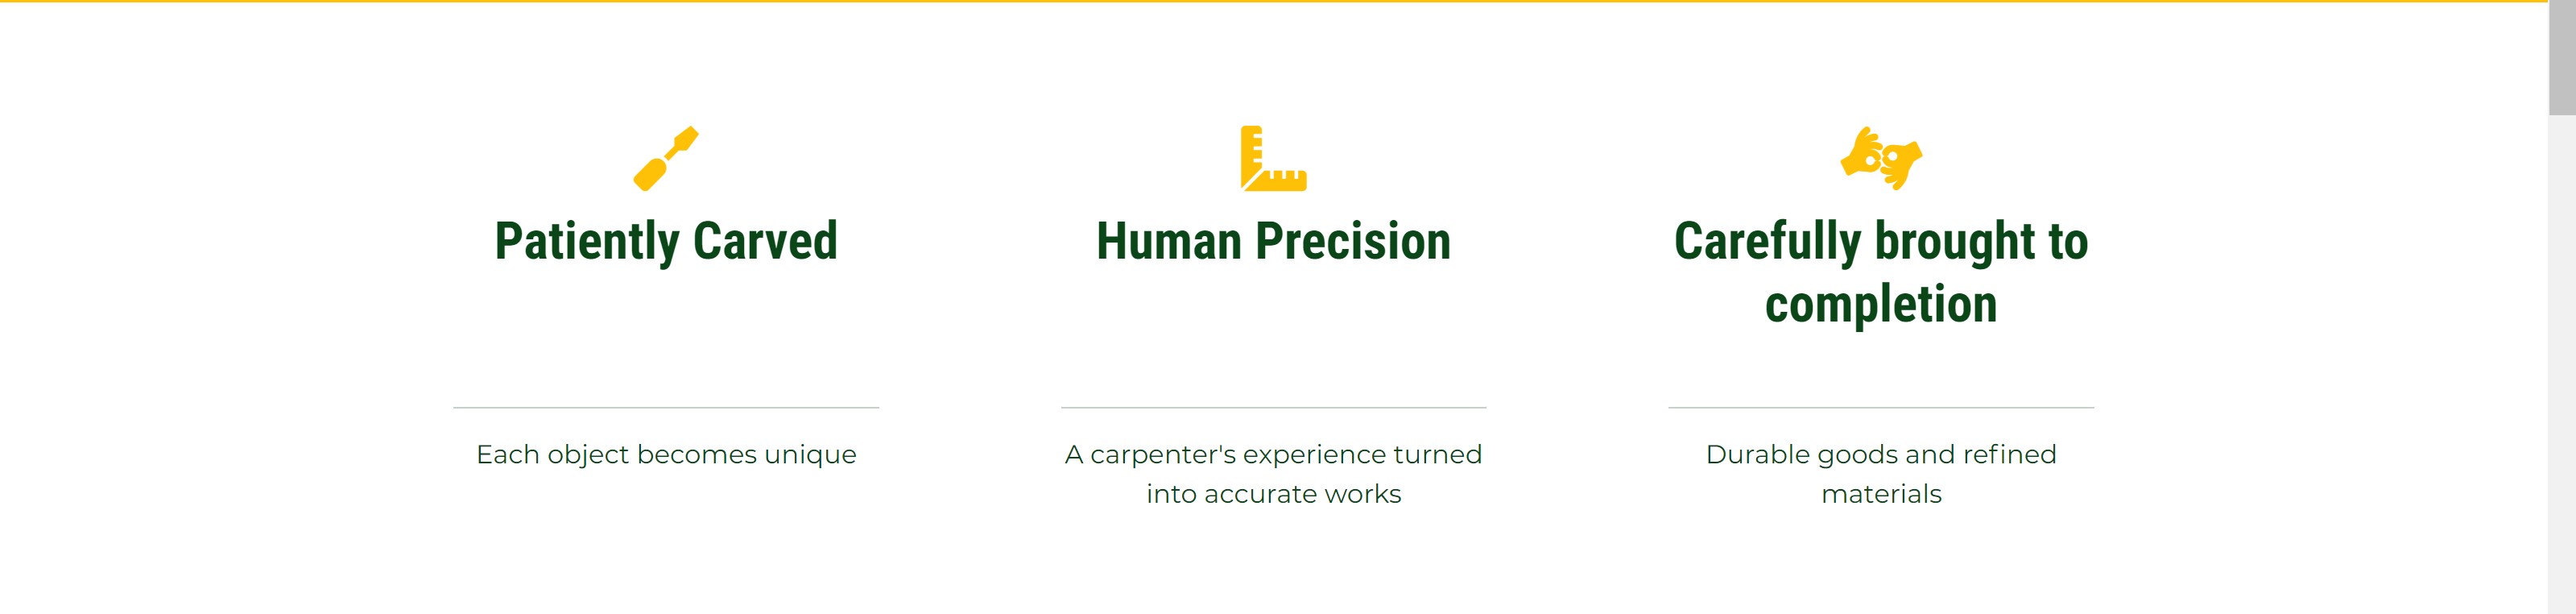 Patiently Carved
Each object becomes unique
Human Precision
A carpenter's experience turned
into accurate works
Carefully brought to
completion
Durable goods and refined
materials